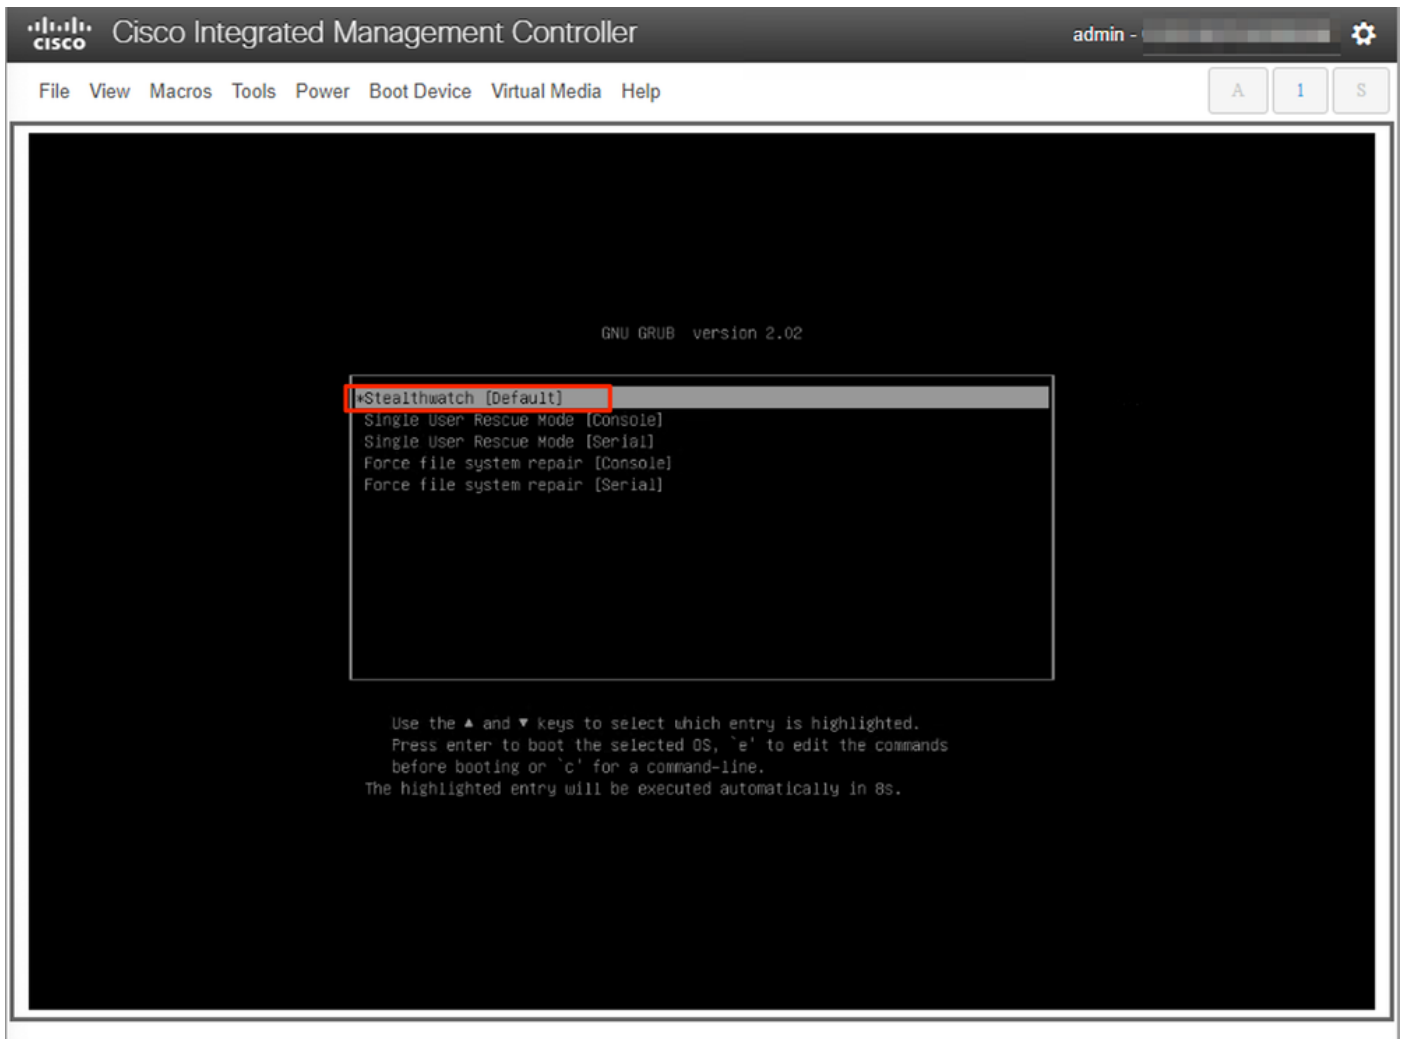 CISCO Cisco Integrated Management Controller admin -
File View Macros Tools Power Boot Device Virtual Media Help A 1 S
GNU GRUB version 2.02
*Stealthwatch [Default]
Single User Rescue Mode [Console]
Single User Rescue Mode [Serial]
Force file system repair [Console]
Force file system repair [Serial]
Use the ▲ and ▼ keys to select which entry is highlighted.
Press enter to boot the selected OS, `e' to edit the commands
before booting or `c' for a command-line.
The highlighted entry will be executed automatically in 8s.